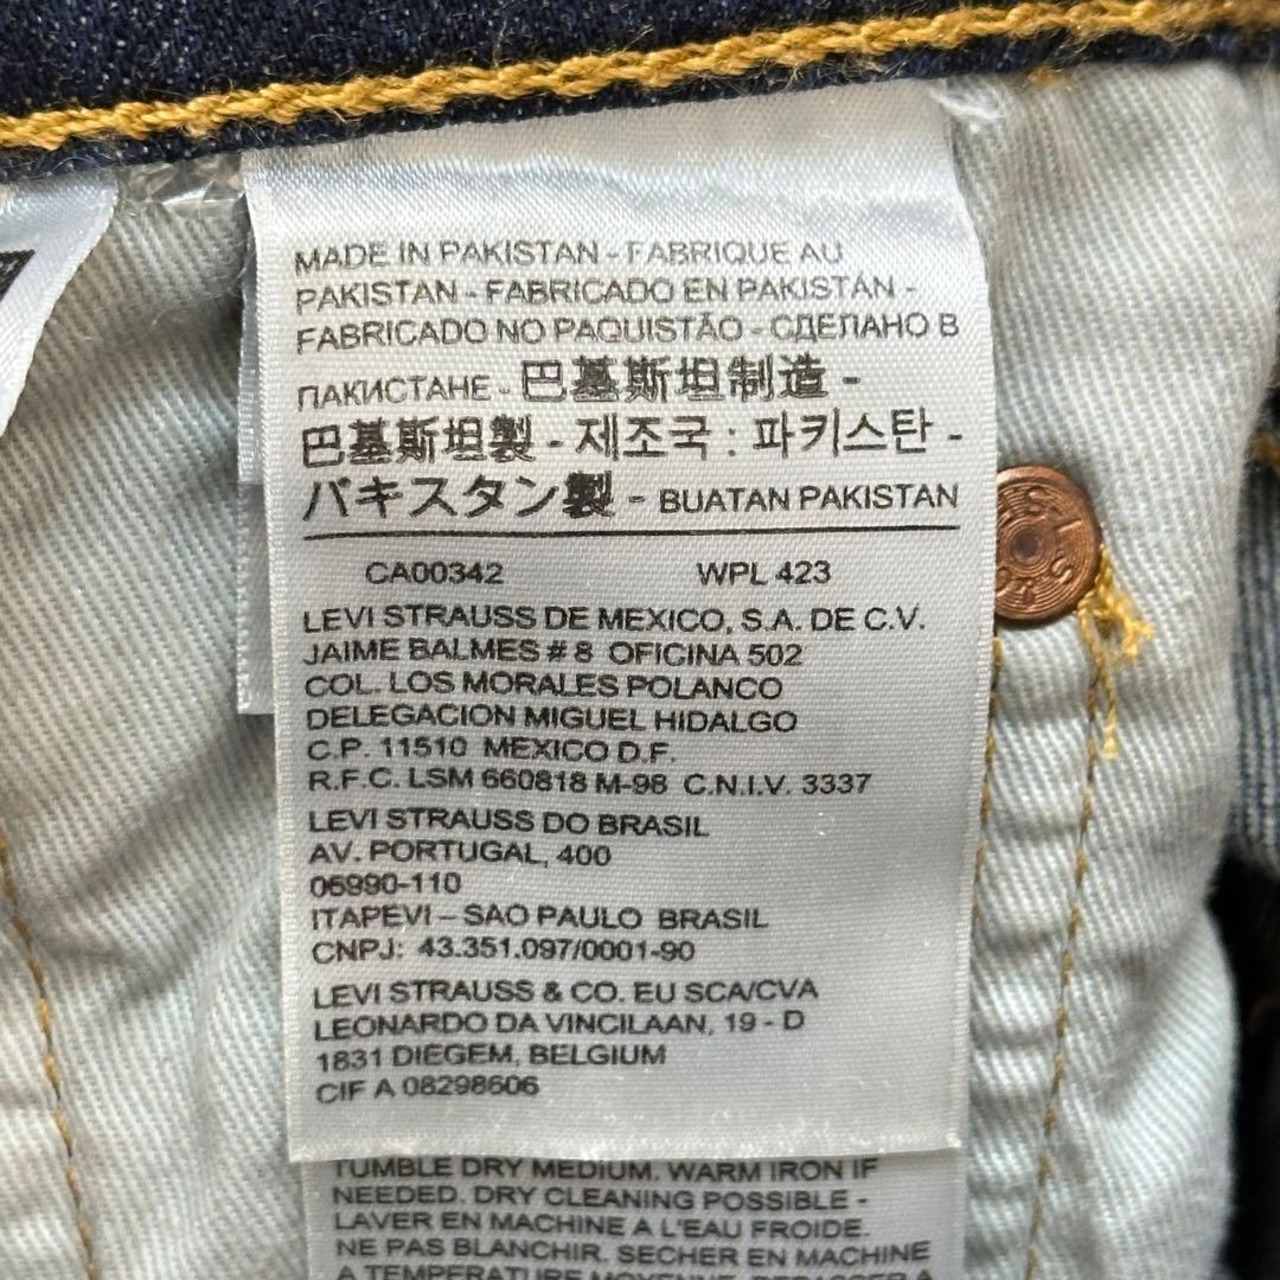 MADE IN PAKISTAN - FABRIQUE AU
PAKISTAN - FABRICADO EN PAKISTÁN -
FABRICADO NO PAQUISTÃO - СДЕЛАНО В
ПАКИСТАНЕ - 巴基斯坦制造 -
巴基斯坦製 - 제조국 : 파키스탄 -
パキスタン製 - BUATAN PAKISTAN
CA00342 WPL 423
LEVI STRAUSS DE MEXICO, S.A. DE C.V.
JAIME BALMES # 8 OFICINA 502
COL. LOS MORALES POLANCO
DELEGACION MIGUEL HIDALGO
C.P. 11510 MEXICO D.F.
R.F.C. LSM 660818 M-98 C.N.I.V. 3337
LEVI STRAUSS DO BRASIL
AV. PORTUGAL, 400
06990-110
ITAPEVI – SAO PAULO BRASIL
CNPJ: 43.351.097/0001-90
LEVI STRAUSS & CO. EU SCA/CVA
LEONARDO DA VINCILAAN, 19 - D
1831 DIEGEM, BELGIUM
CIF A 08298606
TUMBLE DRY MEDIUM. WARM IRON IF
NEEDED. DRY CLEANING POSSIBLE -
LAVER EN MACHINE A L'EAU FROIDE.
NE PAS BLANCHIR. SECHER EN MACHINE
A TEMPERATURE MOYENNE. REPASSER A